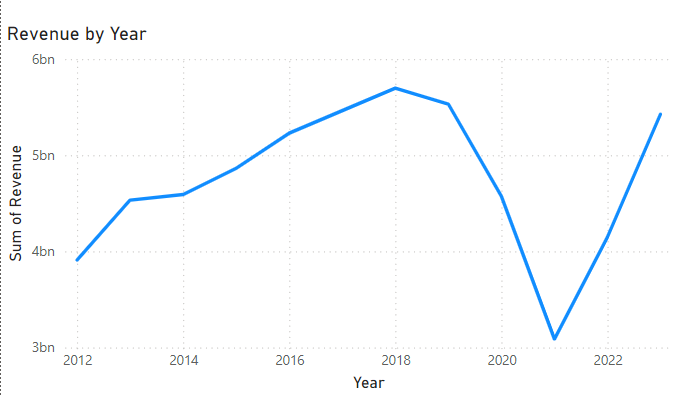 Revenue by Year
6bn
5bn
4bn
3bn
Sum of Revenue
2012 2014 2016 2018 2020 2022
Year